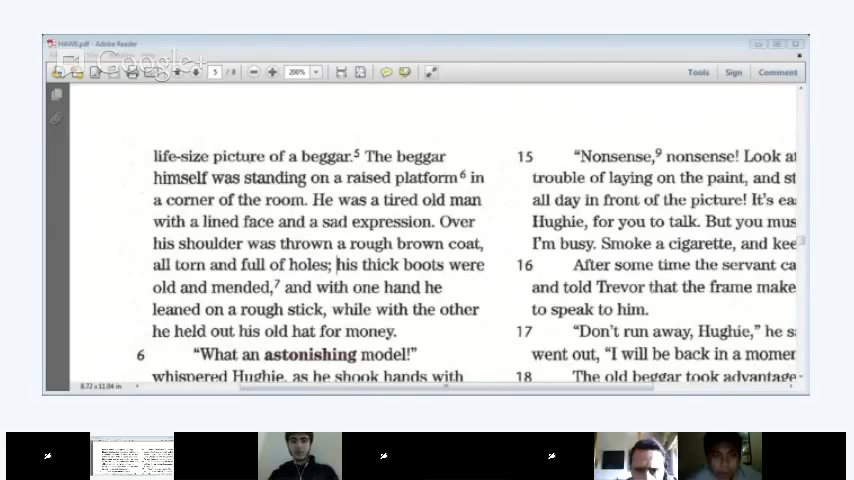 HAWB.pdf - Adobe Reader
Google+
5 / 8
200%
Tools Sign Comment
life-size picture of a beggar.5 The beggar
himself was standing on a raised platform6 in
a corner of the room. He was a tired old man
with a lined face and a sad expression. Over
his shoulder was thrown a rough brown coat,
all torn and full of holes; his thick boots were
old and mended,7 and with one hand he
leaned on a rough stick, while with the other
he held out his old hat for money.
6 "What an astonishing model!"
whispered Hughie, as he shook hands with
15 "Nonsense,9 nonsense! Look at
trouble of laying on the paint, and st
all day in front of the picture! It's ea
Hughie, for you to talk. But you mus
I'm busy. Smoke a cigarette, and kee
16 After some time the servant ca
and told Trevor that the frame make
to speak to him.
17 "Don't run away, Hughie," he s
went out, "I will be back in a momen
18 The old beggar took advantage
8.72 x 11.04 in